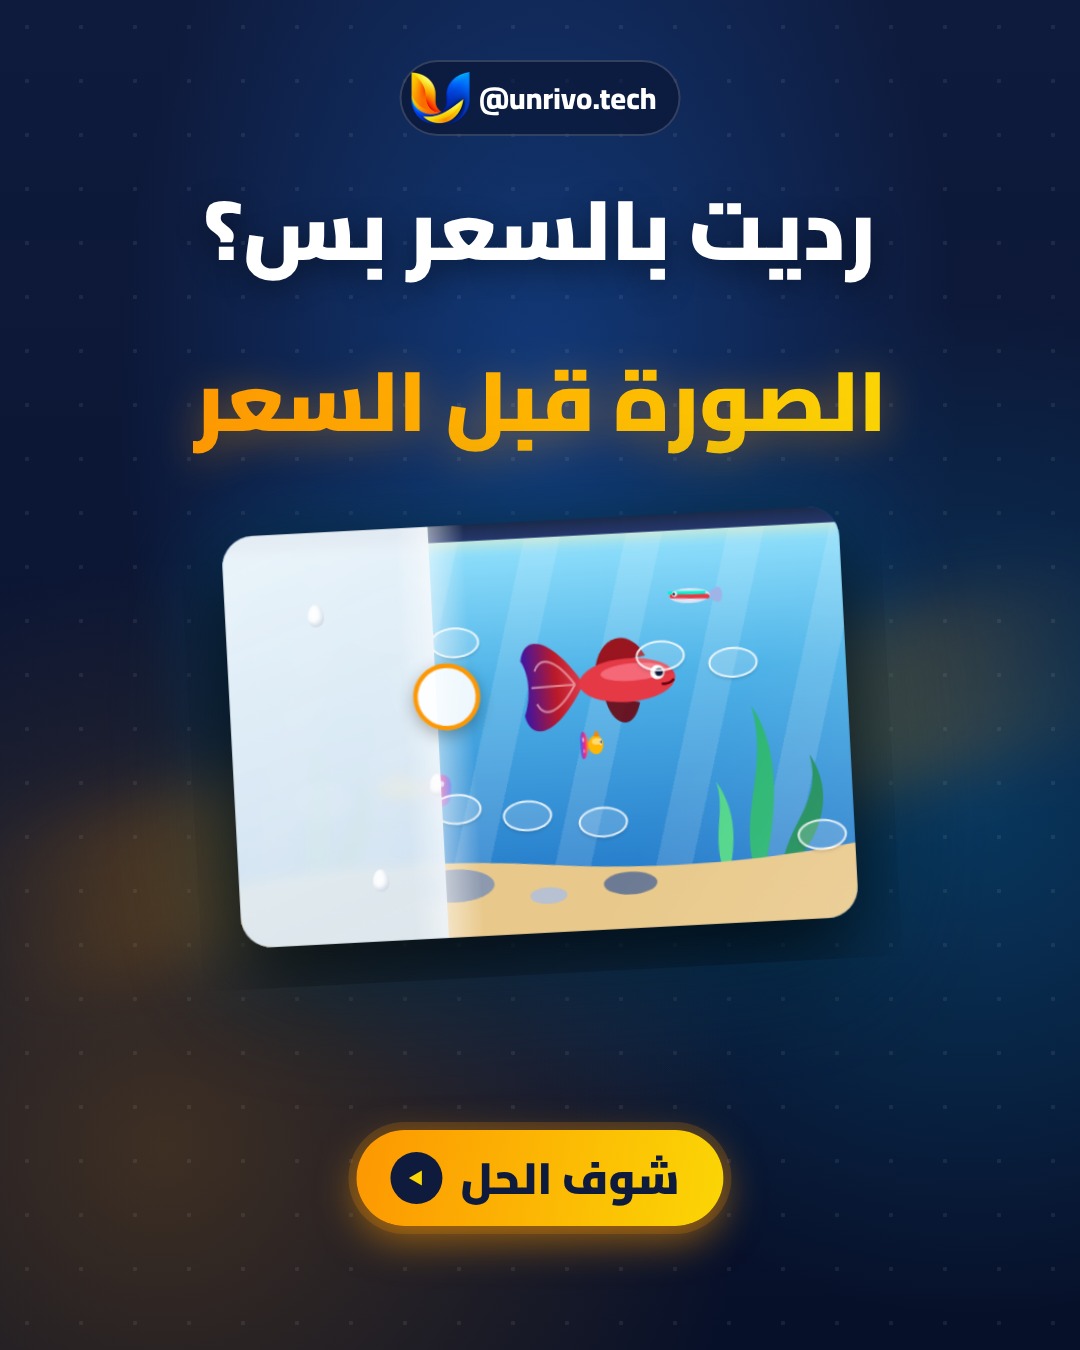 @unrivo.tech
رديت بالسعر بس؟
الصورة قبل السعر
شوف الحل